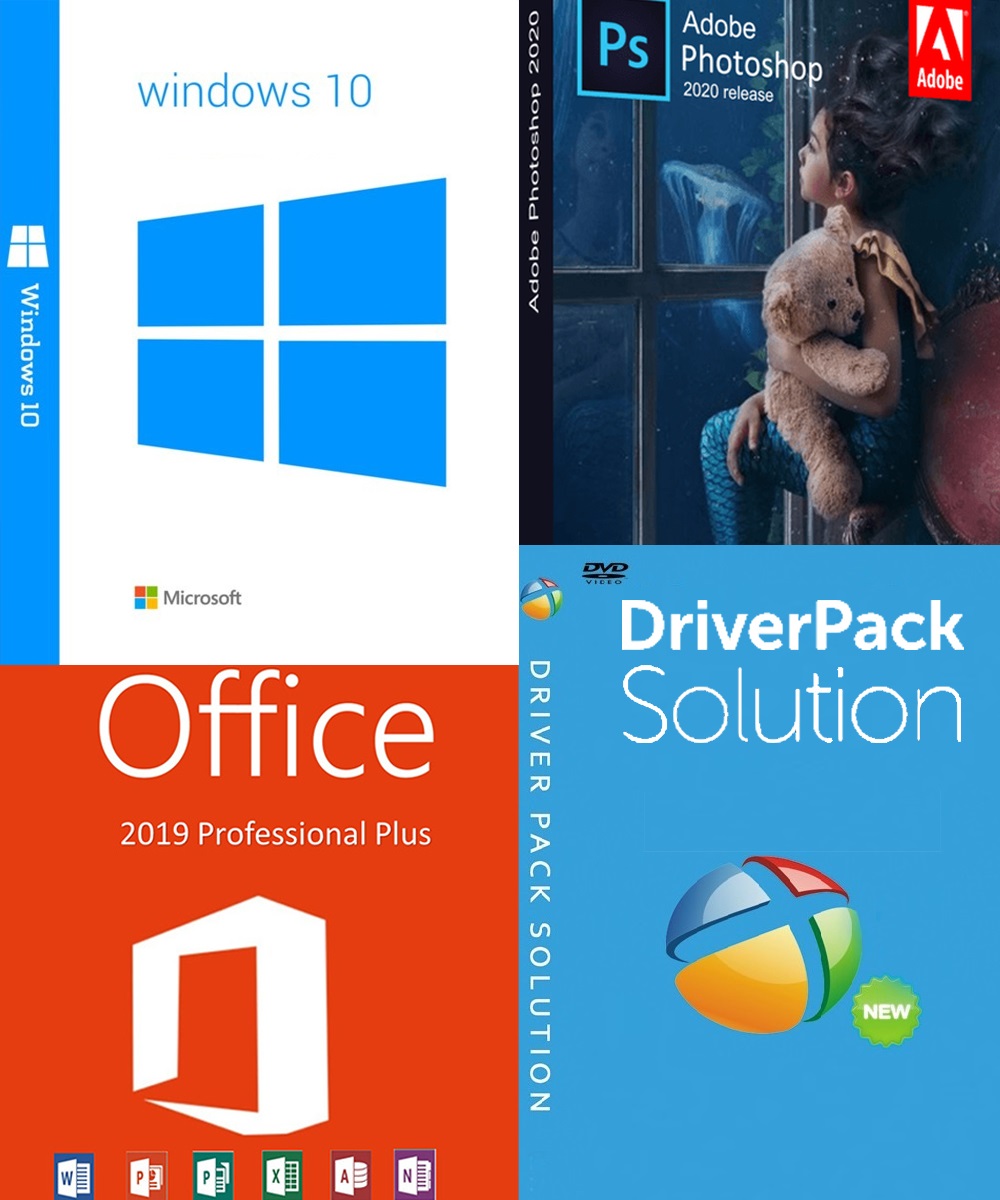 windows 10
Windows 10
Microsoft
Adobe Photoshop 2020
Ps
Adobe
Photoshop
2020 release
Adobe
Office
2019 Professional Plus
W
P
P
X
A
N
DVD
VIDEO
DriverPack
Solution
DRIVER PACK SOLUTION
NEW